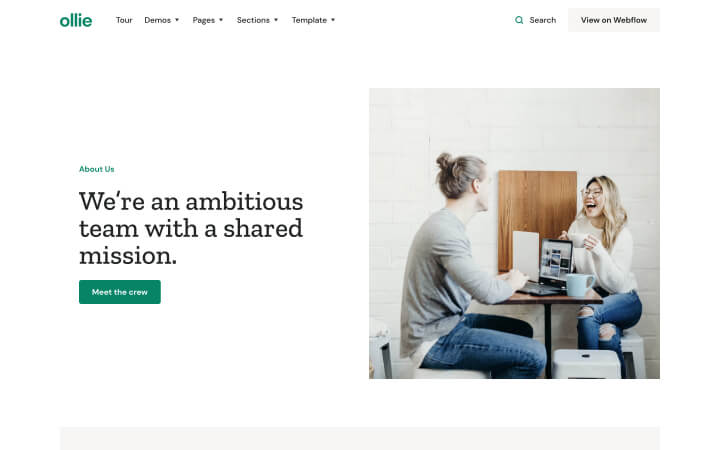 ollie
Tour Demos Pages Sections Template
Search
View on Webflow
About Us
We’re an ambitious
team with a shared
mission.
Meet the crew